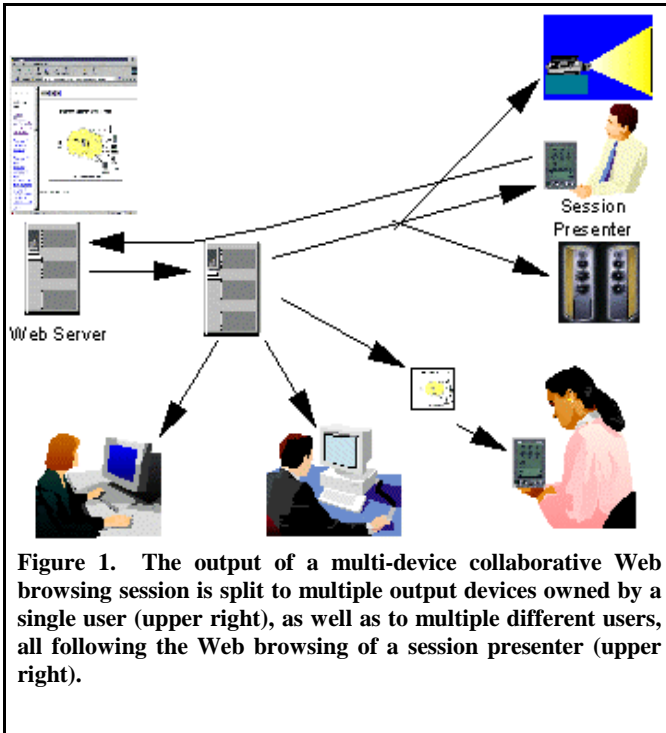 Session
Presenter
Web Server
Figure 1. The output of a multi-device collaborative Web
browsing session is split to multiple output devices owned by a
single user (upper right), as well as to multiple different users,
all following the Web browsing of a session presenter (upper
right).